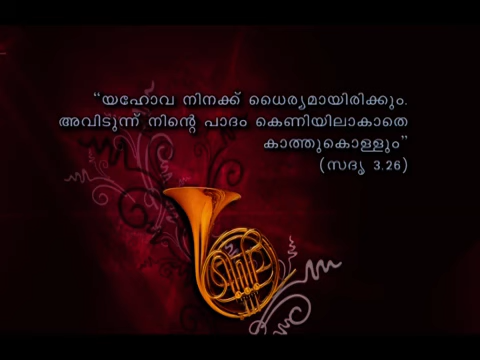 “യഹോവ നിനക്ക് ധൈര്യമായിരിക്കും.
അവിടുന്ന് നിന്റെ പാദം കെണിയിലാകാതെ
കാത്തുകൊള്ളും”
(സദൃ 3.26)